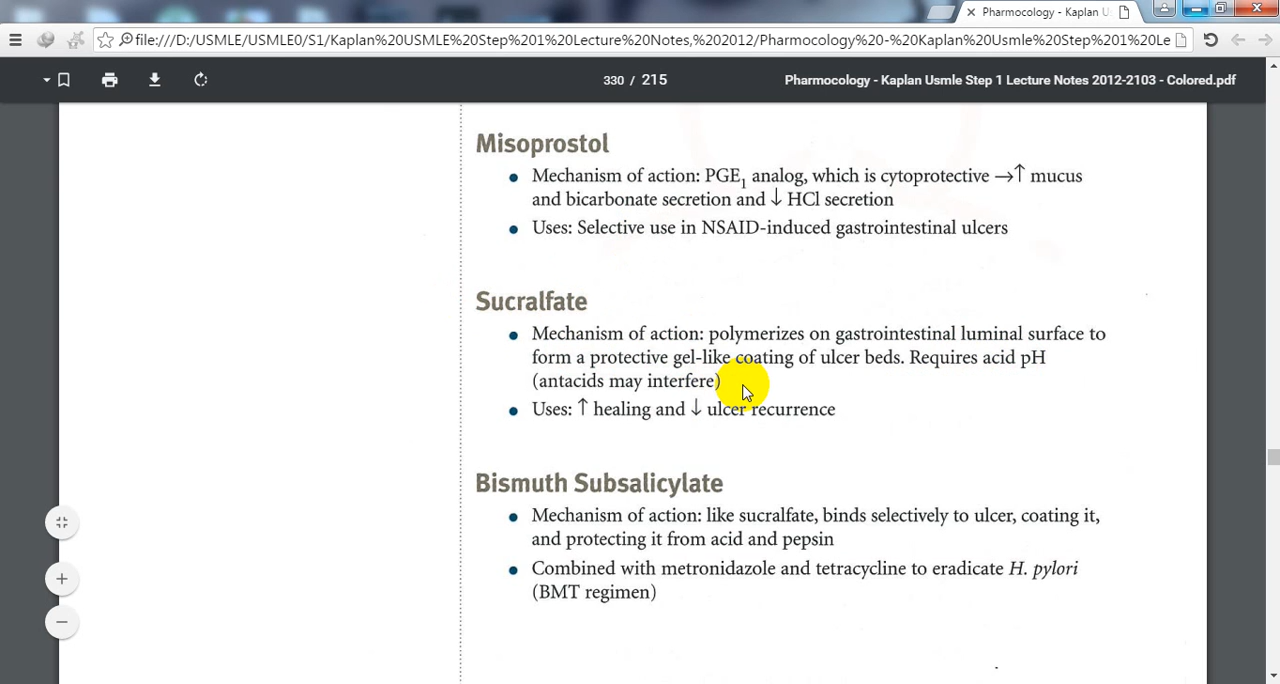 Pharmocology - Kaplan U
file:///D:/USMLE/USMLE0/S1/Kaplan%20USMLE%20Step%201%20Lecture%20Notes,%202012/Pharmocology%20-%20Kaplan%20Usmle%20Step%201%20Le
330 / 215
Pharmocology - Kaplan Usmle Step 1 Lecture Notes 2012-2103 - Colored.pdf
Misoprostol
• Mechanism of action: PGE₁ analog, which is cytoprotective →↑ mucus
and bicarbonate secretion and ↓ HCl secretion
• Uses: Selective use in NSAID-induced gastrointestinal ulcers
Sucralfate
• Mechanism of action: polymerizes on gastrointestinal luminal surface to
form a protective gel-like coating of ulcer beds. Requires acid pH
(antacids may interfere)
• Uses: ↑ healing and ↓ ulcer recurrence
Bismuth Subsalicylate
• Mechanism of action: like sucralfate, binds selectively to ulcer, coating it,
and protecting it from acid and pepsin
• Combined with metronidazole and tetracycline to eradicate H. pylori
(BMT regimen)